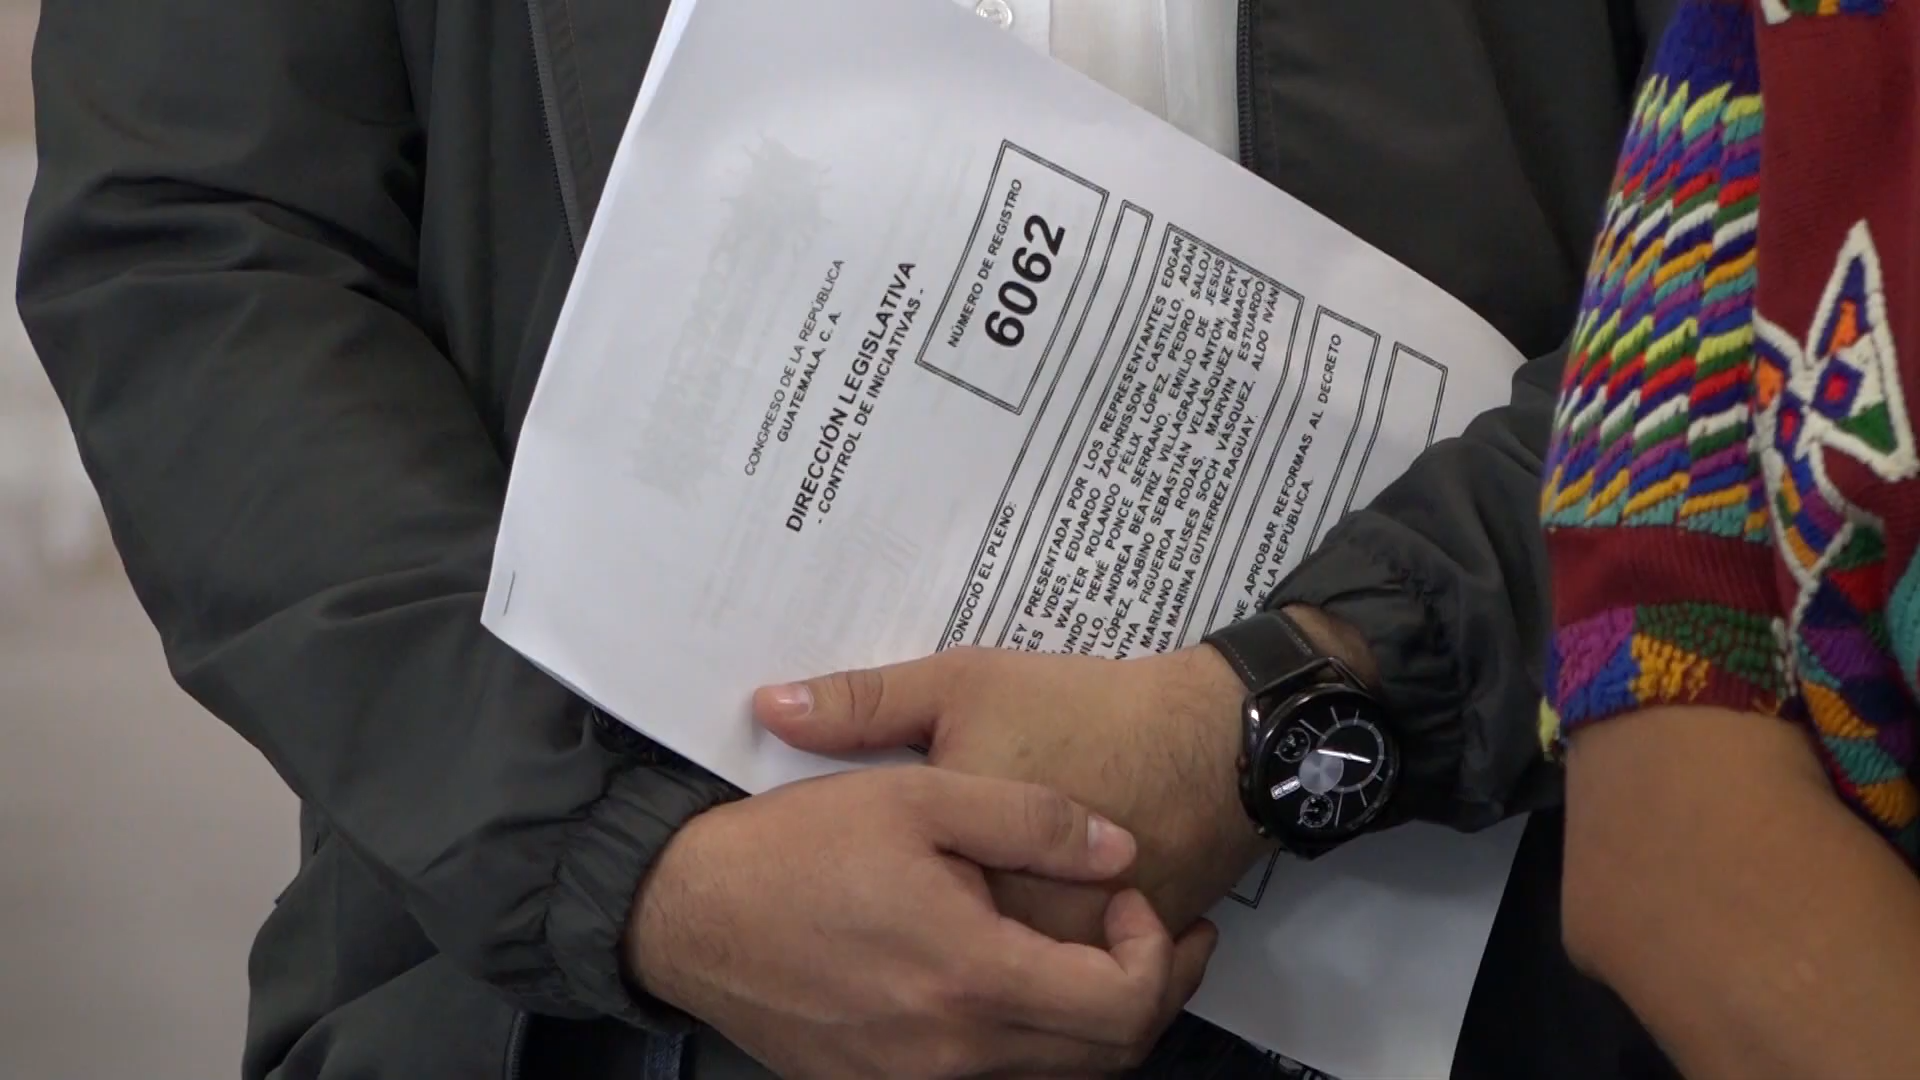 CONGRESO DE LA REPÚBLICA
GUATEMALA, C. A.
DIRECCIÓN LEGISLATIVA
- CONTROL DE INICIATIVAS -
NÚMERO DE REGISTRO
6062
CONOCIÓ EL PLENO:
LEY PRESENTADA POR LOS REPRESENTANTES EDGAR
VIDES, EDUARDO ZACHRISSON CASTILLO, ADÁN
WALTER ROLANDO FÉLIX LÓPEZ, PEDRO SALOJ
RENÉ PONCE SERRANO, EMILIO DE JESÚS
LÓPEZ, ANDREA BEATRÍZ VILLAGRÁN ANTÓN, NERY
SABINO SEBASTIÁN VELÁSQUEZ BÁMACA,
FIGUEROA RODAS, MARVIN ESTUARDO
MARIANO EULISES SOCH VÁSQUEZ, ALDO IVÁN
MARINA GUTIERREZ RAGUAY.
APROBAR REFORMAS AL DECRETO
DE LA REPÚBLICA.